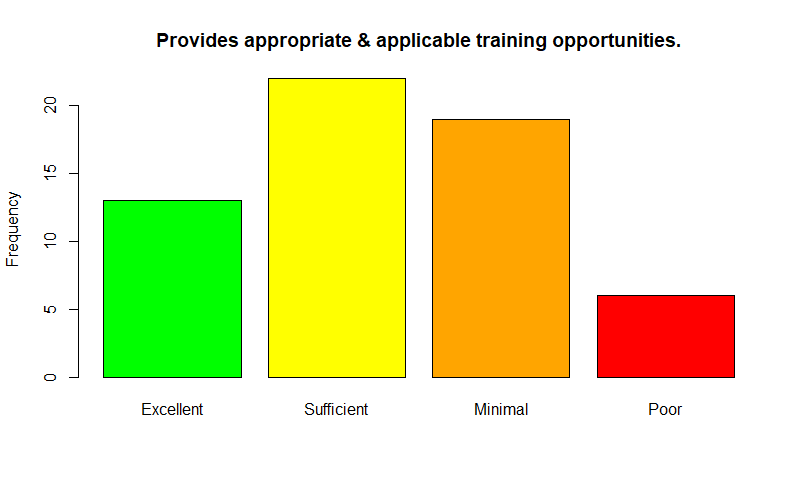 Provides appropriate & applicable training opportunities.
Frequency
20
15
10
5
0
Excellent Sufficient Minimal Poor